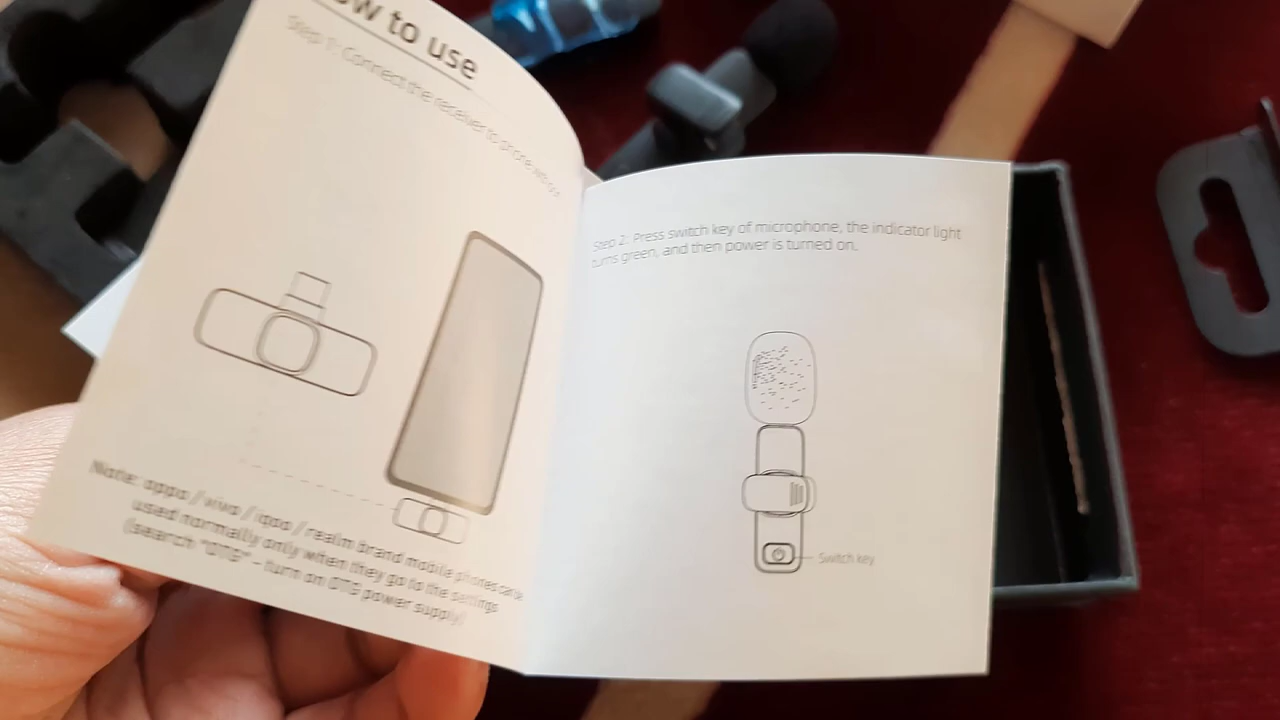 ow to use
Step 1: Connect the receiver to phone
Note: oppo / vivo / iqoo / realm brand mobile phones can be
used normally only when they go to the settings
(search "OTG" - turn on OTG power supply)
Step 2: Press switch key of microphone, the indicator light
turns green, and then power is turned on.
Switch key